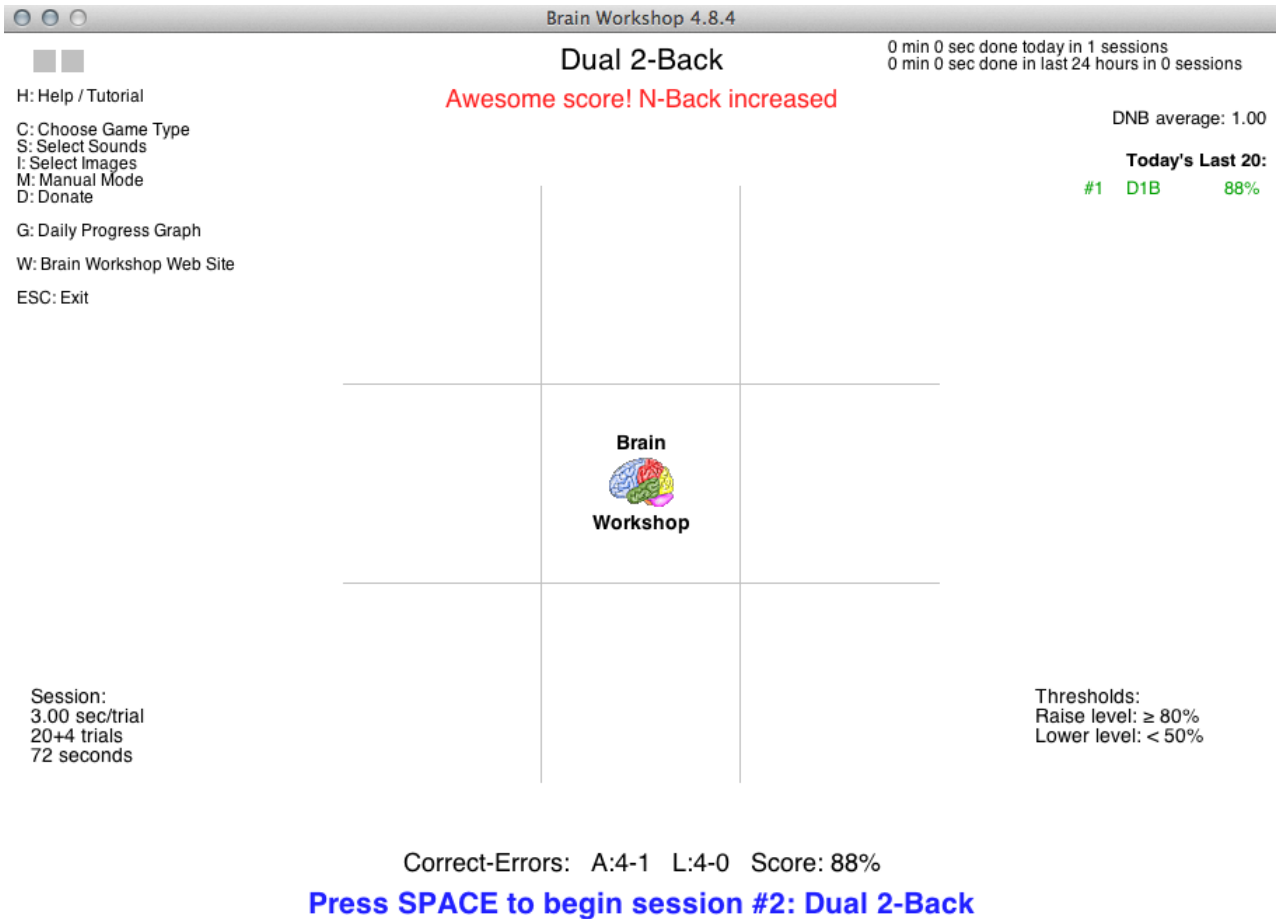 Brain Workshop 4.8.4
Dual 2-Back
0 min 0 sec done today in 1 sessions
0 min 0 sec done in last 24 hours in 0 sessions
H: Help / Tutorial
Awesome score! N-Back increased
C: Choose Game Type
S: Select Sounds
I: Select Images
M: Manual Mode
D: Donate
G: Daily Progress Graph
W: Brain Workshop Web Site
ESC: Exit
DNB average: 1.00
Today's Last 20:
#1 D1B 88%
Brain
Workshop
Session:
3.00 sec/trial
20+4 trials
72 seconds
Thresholds:
Raise level: ≥ 80%
Lower level: < 50%
Correct-Errors: A:4-1 L:4-0 Score: 88%
Press SPACE to begin session #2: Dual 2-Back